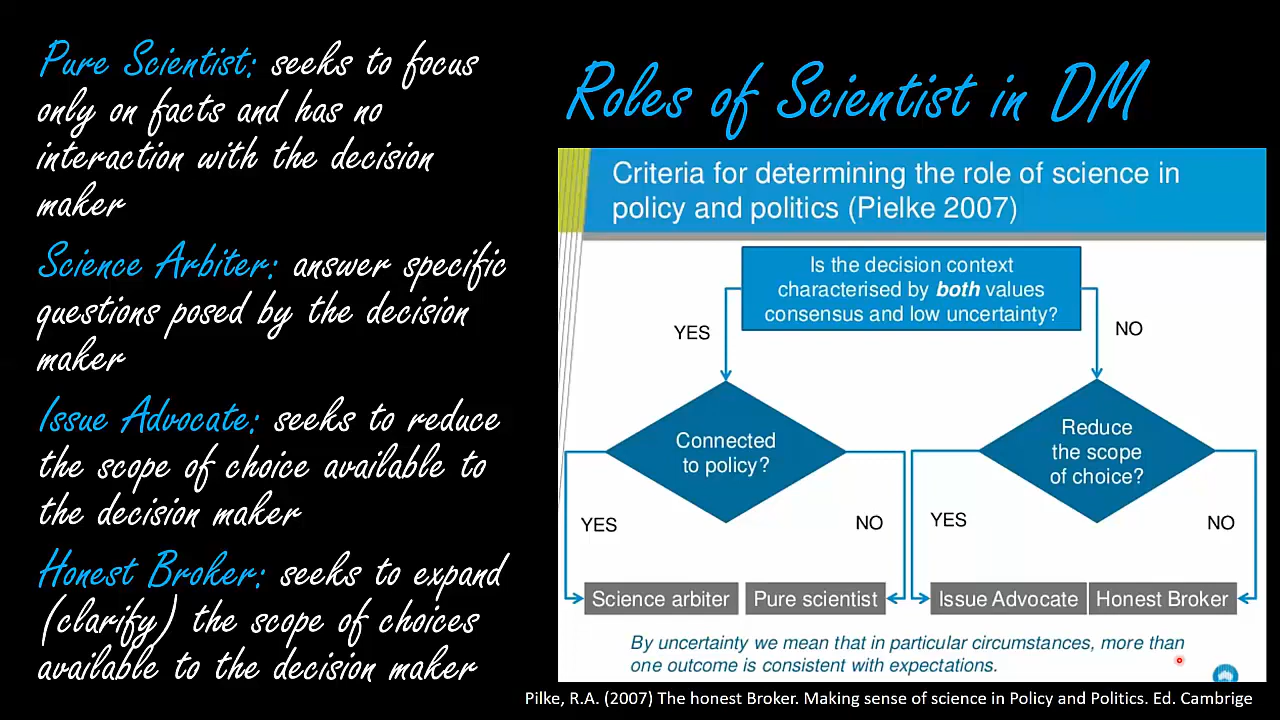 Pure Scientist: seeks to focus
only on facts and has no
interaction with the decision
maker
Science Arbiter: answer specific
questions posed by the decision
maker
Issue Advocate: seeks to reduce
the scope of choice available to
the decision maker
Honest Broker: seeks to expand
(clarify) the scope of choices
available to the decision maker
Roles of Scientist in DM
Criteria for determining the role of science in
policy and politics (Pielke 2007)
Is the decision context
characterised by both values
consensus and low uncertainty?
YES
NO
Connected
to policy?
Reduce
the scope
of choice?
YES
NO
YES
NO
Science arbiter
Pure scientist
Issue Advocate
Honest Broker
By uncertainty we mean that in particular circumstances, more than
one outcome is consistent with expectations.
Pilke, R.A. (2007) The honest Broker. Making sense of science in Policy and Politics. Ed. Cambrige